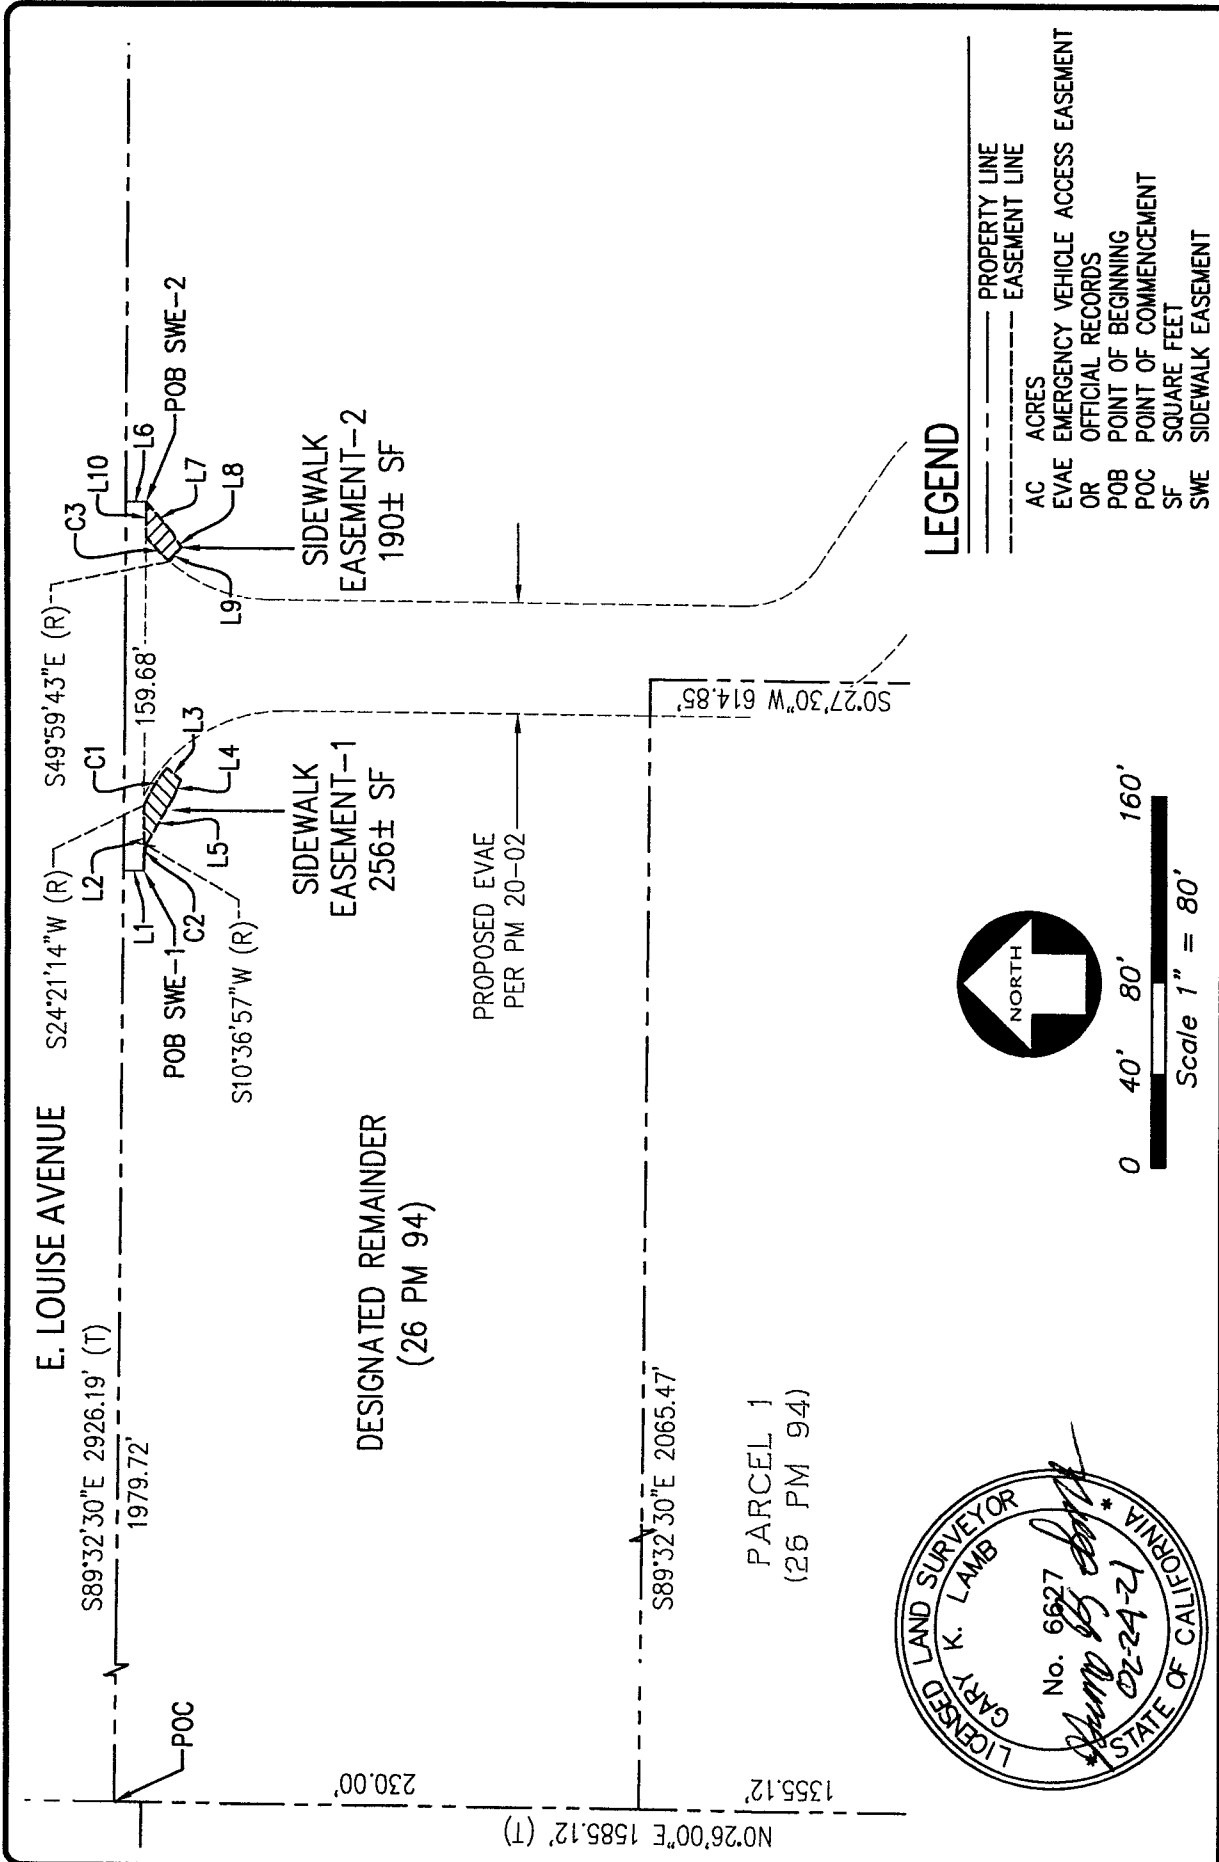 E. LOUISE AVENUE
S89°32'30"E 2926.19' (T)
1979.72'
POC
S24°21'14"W (R)
S49°59'43"E (R)
L2
C1
159.68'
C3
L10
L6
POB SWE-2
L1
POB SWE-1
C2
L5
L3
L4
L9
L7
L8
S10°36'57"W (R)
SIDEWALK
EASEMENT-1
256± SF
SIDEWALK
EASEMENT-2
190± SF
DESIGNATED REMAINDER
(26 PM 94)
PROPOSED EVAE
PER PM 20-02
230.00'
N0°26'00"E 1585.12' (T)
1355.12'
S89°32'30"E 2065.47'
S0°27'30"W 614.85'
PARCEL 1
(26 PM 94)
LEGEND
PROPERTY LINE
EASEMENT LINE
AC ACRES
EVAE EMERGENCY VEHICLE ACCESS EASEMENT
OR OFFICIAL RECORDS
POB POINT OF BEGINNING
POC POINT OF COMMENCEMENT
SF SQUARE FEET
SWE SIDEWALK EASEMENT
NORTH
0 40' 80' 160'
Scale 1" = 80'
LICENSED LAND SURVEYOR
GARY K. LAMB
No. 6627
02-24-21
STATE OF CALIFORNIA